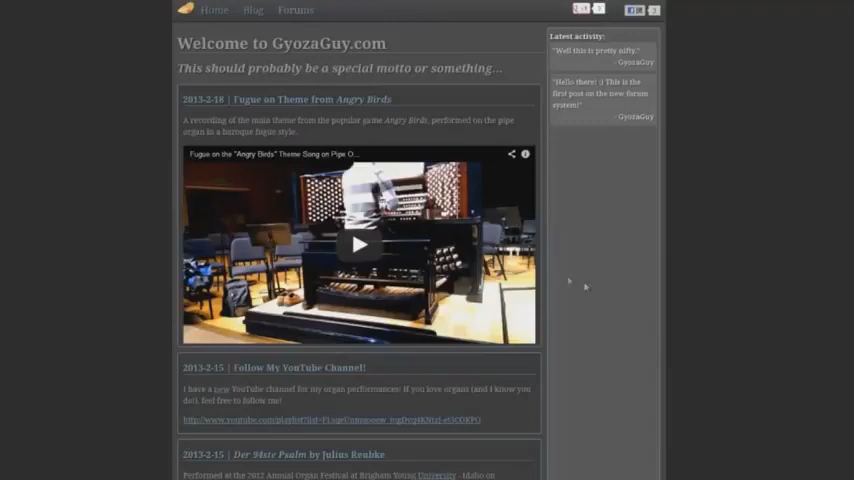 Home Blog Forums
3
3
Welcome to GyozaGuy.com
This should probably be a special motto or something...
2013-2-18 | Fugue on Theme from Angry Birds
A recording of the main theme from the popular game Angry Birds, performed on the pipe
organ in a baroque fugue style.
Fugue on the "Angry Birds" Theme Song on Pipe O...
2013-2-15 | Follow My YouTube Channel!
I have a new YouTube channel for my organ performances! If you love organs (and I know you
do!), feel free to follow me!
2013-2-15 | Der 94ste Psalm by Julius Reubke
Performed at the 2012 Annual Organ Festival at Brigham Young University - Idaho on
Latest activity:
"Well this is pretty nifty."
- GyozaGuy
"Hello there! :) This is the
first post on the new forum
system!"
- GyozaGuy